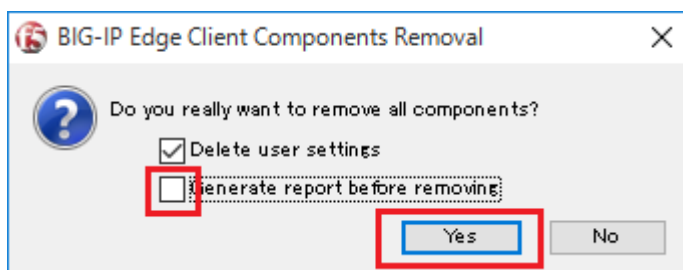 BIG-IP Edge Client Components Removal
Do you really want to remove all components?
Delete user settings
Generate report before removing
Yes No